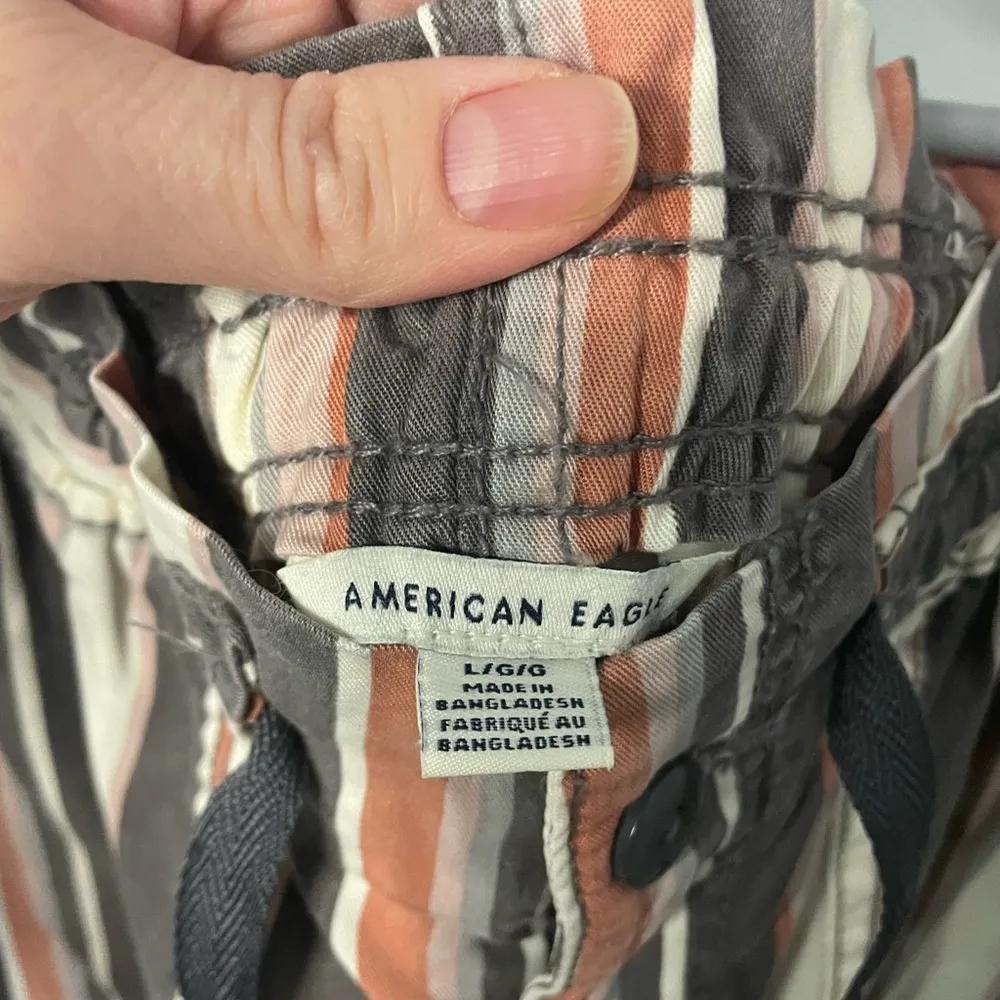 AMERICAN EAGLE
L/G/G
MADE IN
BANGLADESH
FABRIQUÉ AU
BANGLADESH